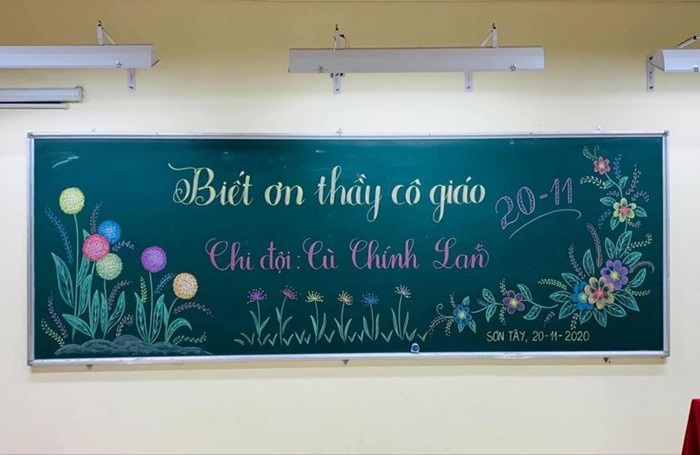 Biết ơn thầy cô giáo
20-11
Chi đội: Cù Chính Lan
SƠN TÂY, 20-11-2020